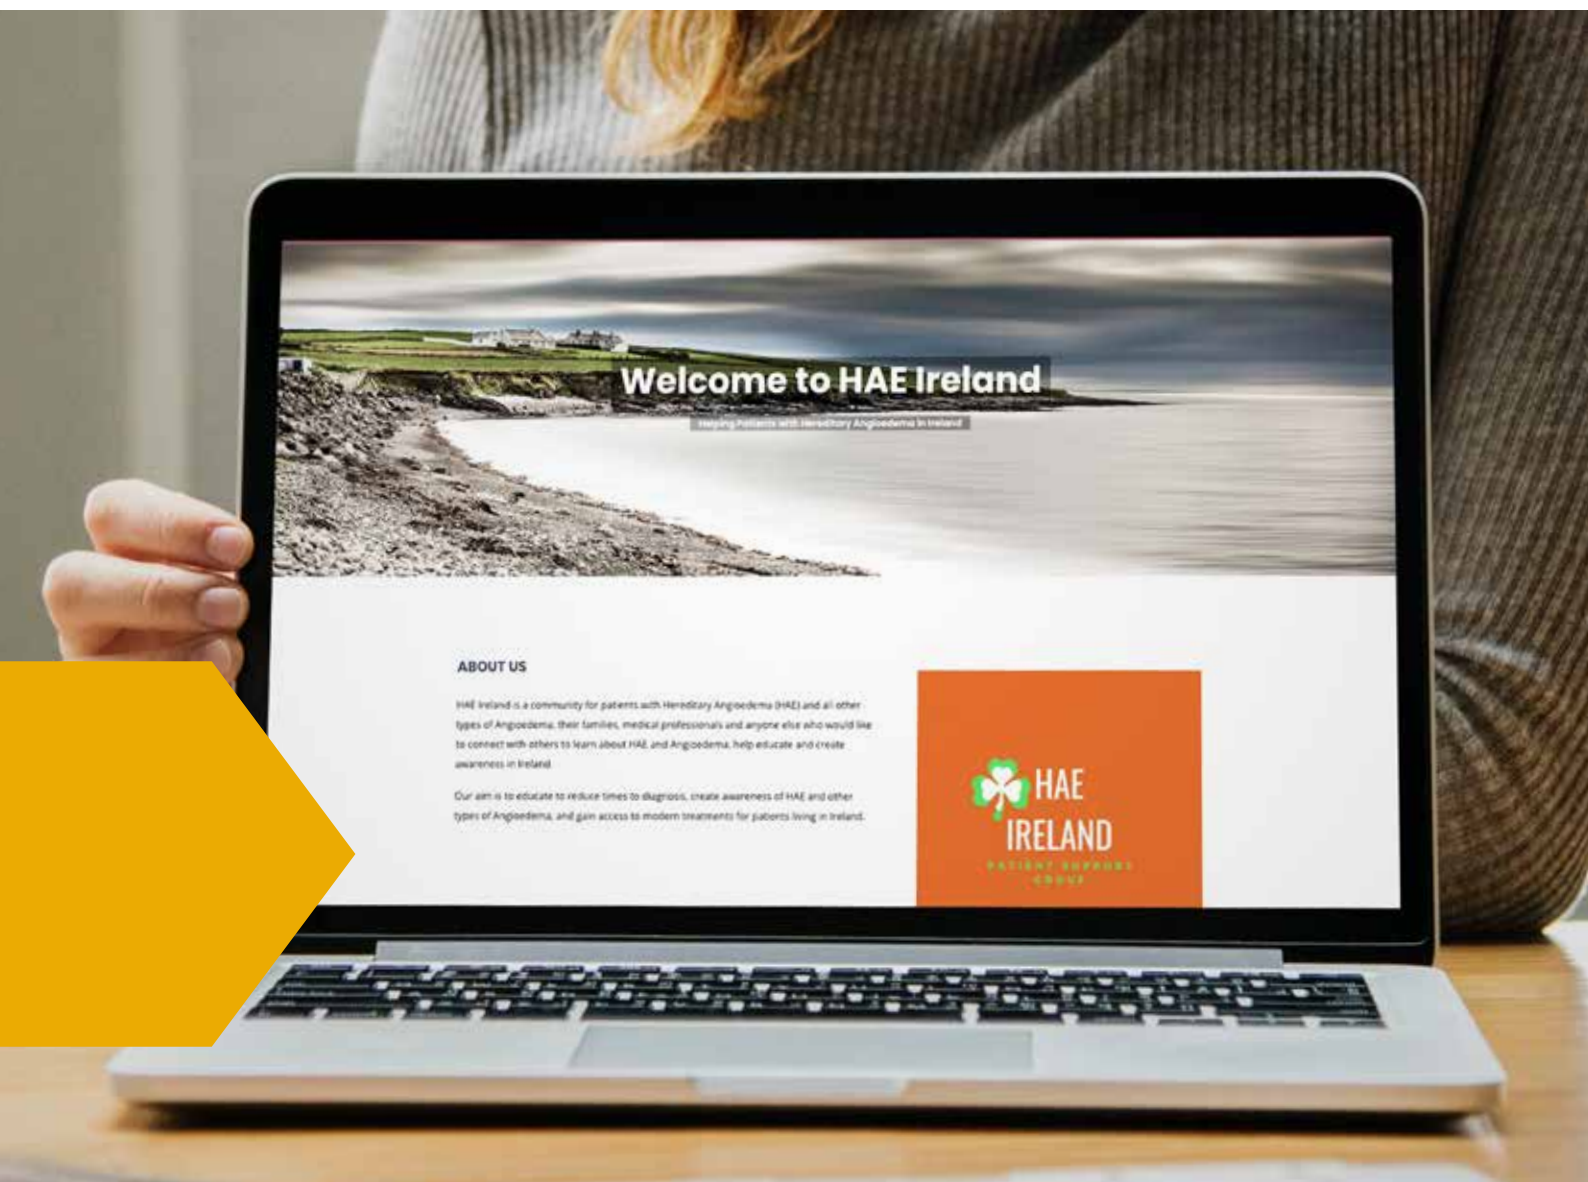 Welcome to HAE Ireland
Helping Patients with Hereditary Angioedema in Ireland
ABOUT US
HAE Ireland is a community for patients with Hereditary Angioedema (HAE) and all other
types of Angioedema, their families, medical professionals and anyone else who would like
to connect with others to learn about HAE and Angioedema, help educate and create
awareness in Ireland.
Our aim is to educate to reduce times to diagnosis, create awareness of HAE and other
types of Angioedema, and gain access to modern treatments for patients living in Ireland.
HAE
IRELAND
PATIENT SUPPORT
GROUP